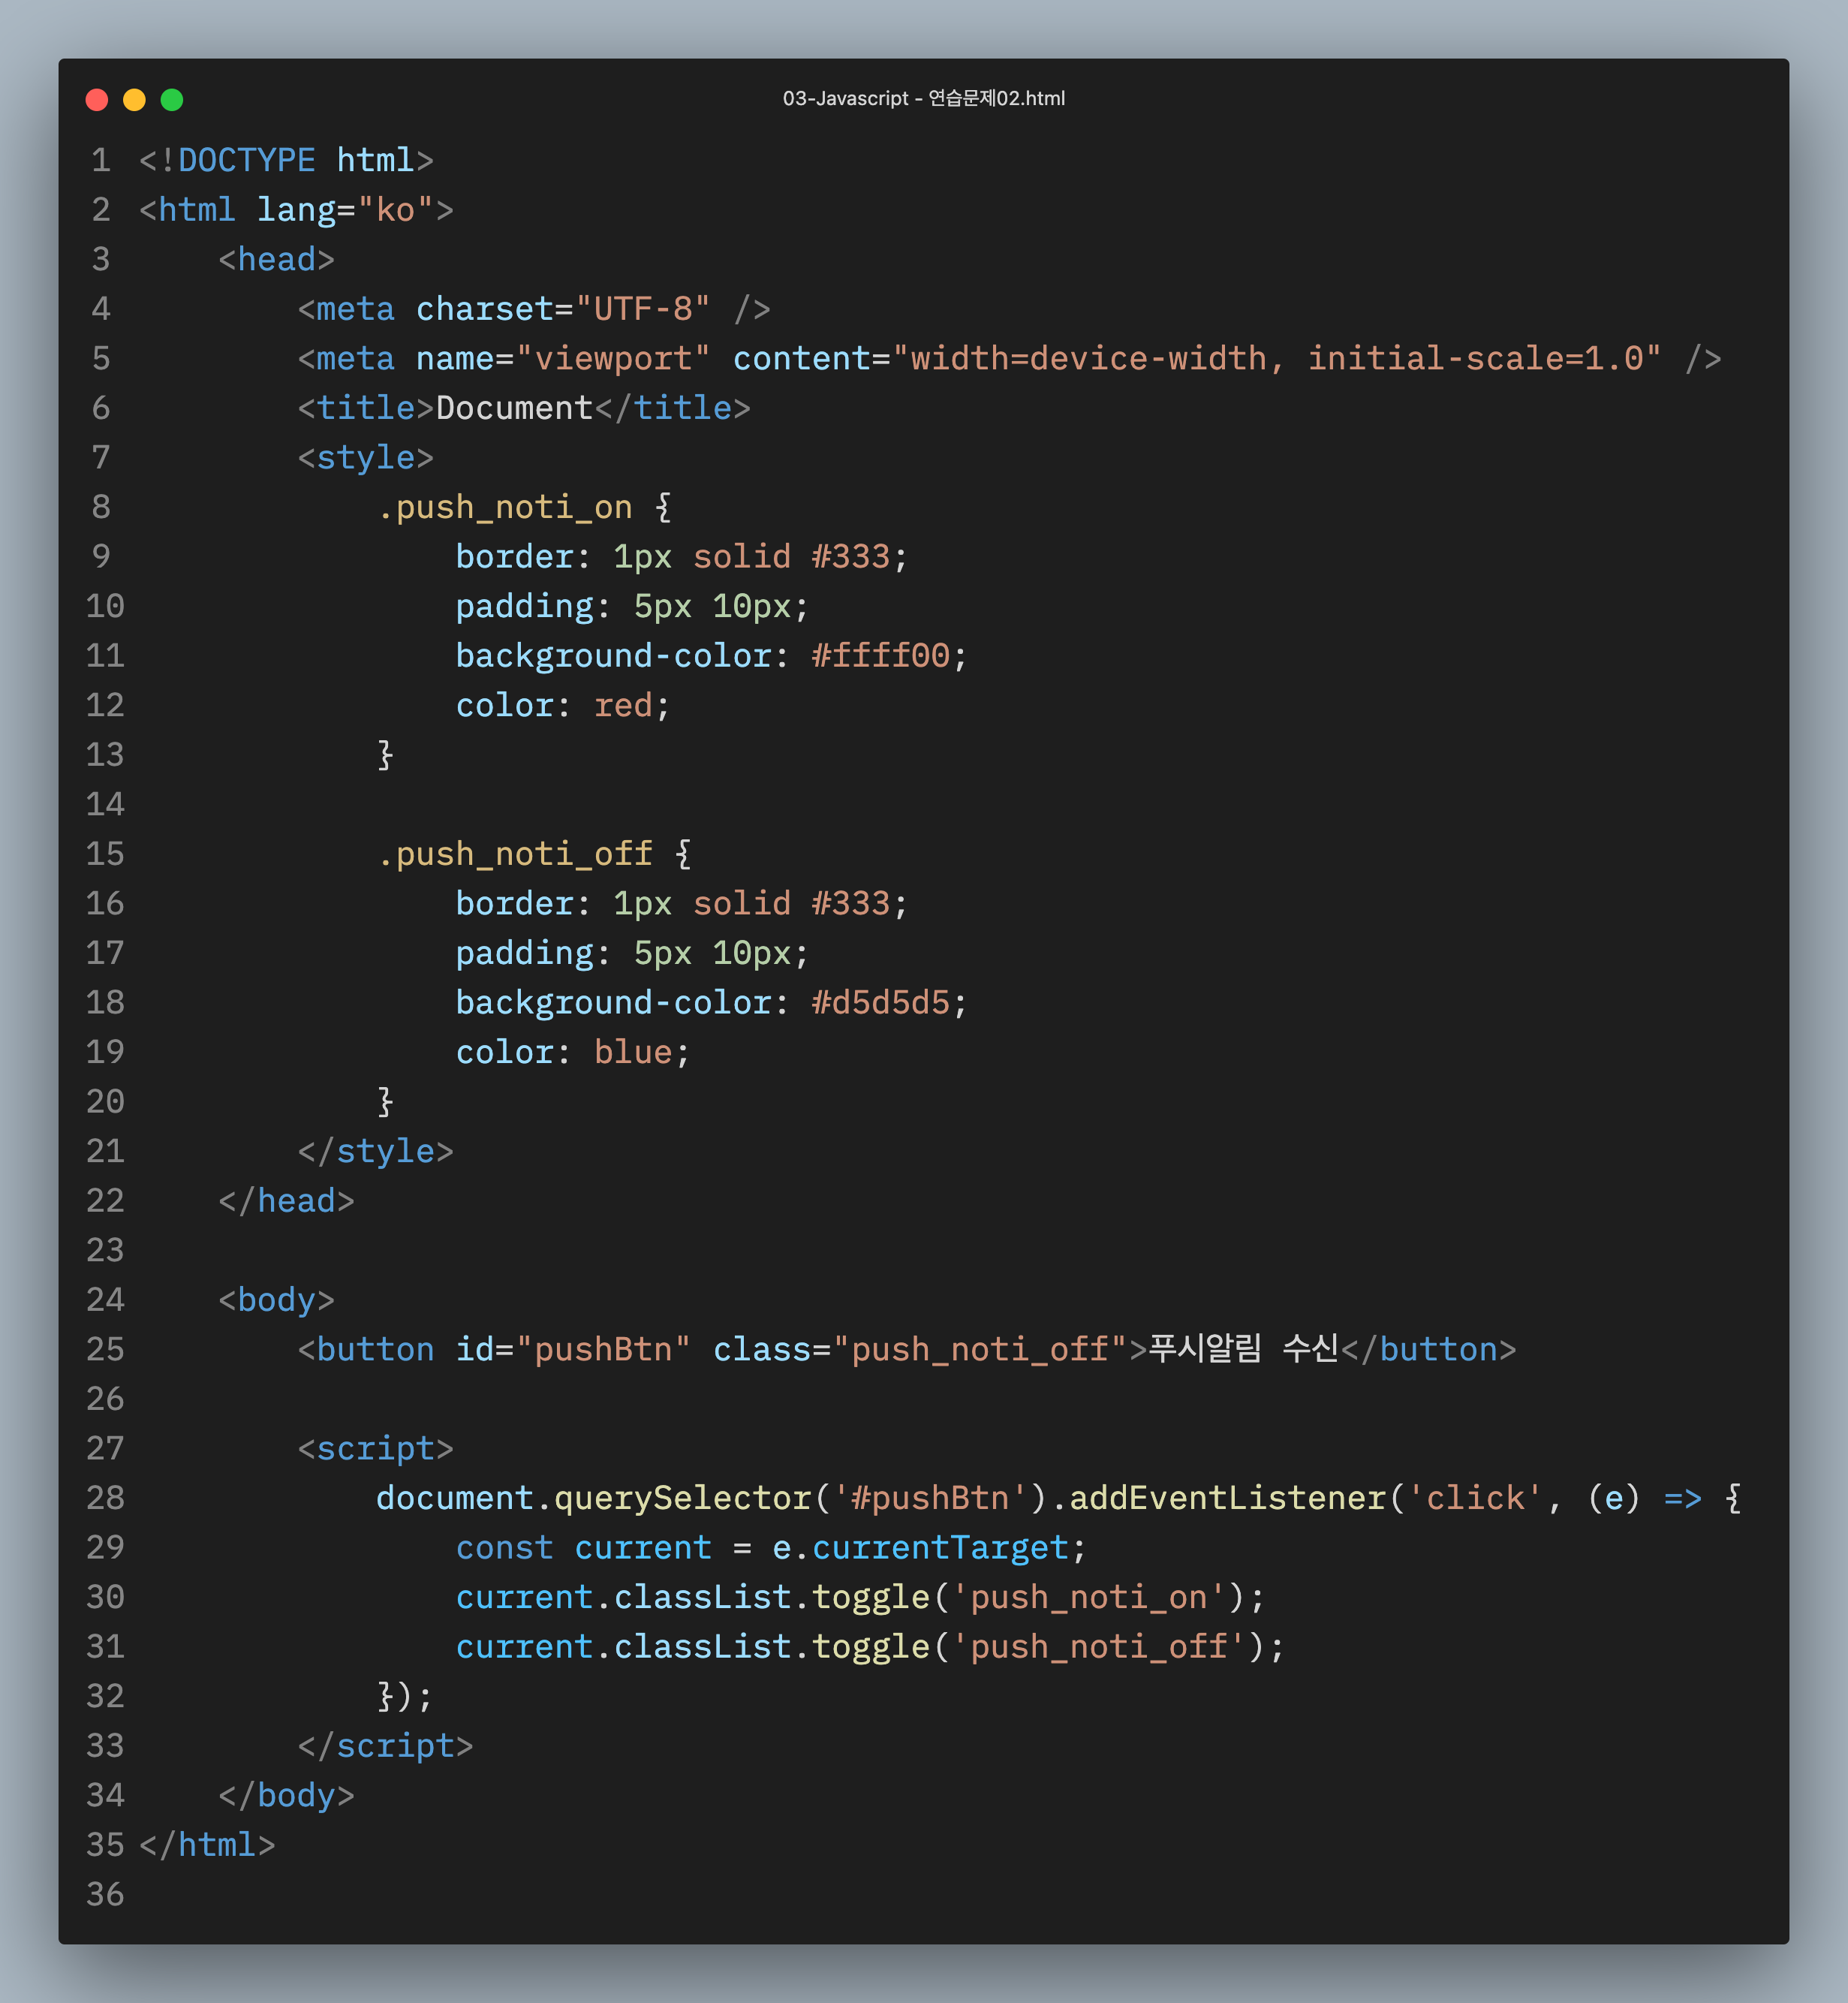 03-Javascript - 연습문제02.html
1 <!DOCTYPE html>
2 <html lang="ko">
3     <head>
4         <meta charset="UTF-8" />
5         <meta name="viewport" content="width=device-width, initial-scale=1.0" />
6         <title>Document</title>
7         <style>
8             .push_noti_on {
9                 border: 1px solid #333;
10                 padding: 5px 10px;
11                 background-color: #ffff00;
12                 color: red;
13             }
14
15             .push_noti_off {
16                 border: 1px solid #333;
17                 padding: 5px 10px;
18                 background-color: #d5d5d5;
19                 color: blue;
20             }
21         </style>
22     </head>
23
24     <body>
25         <button id="pushBtn" class="push_noti_off">푸시알림 수신</button>
26
27         <script>
28             document.querySelector('#pushBtn').addEventListener('click', (e) => {
29                 const current = e.currentTarget;
30                 current.classList.toggle('push_noti_on');
31                 current.classList.toggle('push_noti_off');
32             });
33         </script>
34     </body>
35 </html>
36